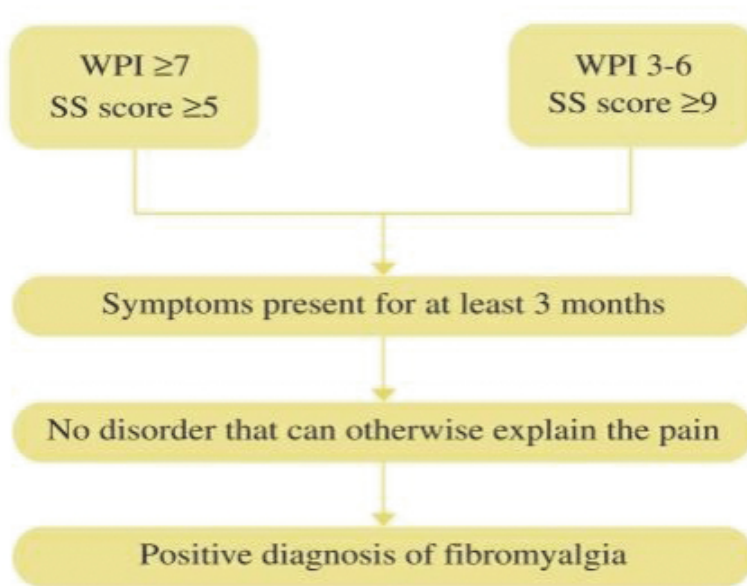 WPI ≥7
SS score ≥5
WPI 3-6
SS score ≥9
Symptoms present for at least 3 months
No disorder that can otherwise explain the pain
Positive diagnosis of fibromyalgia